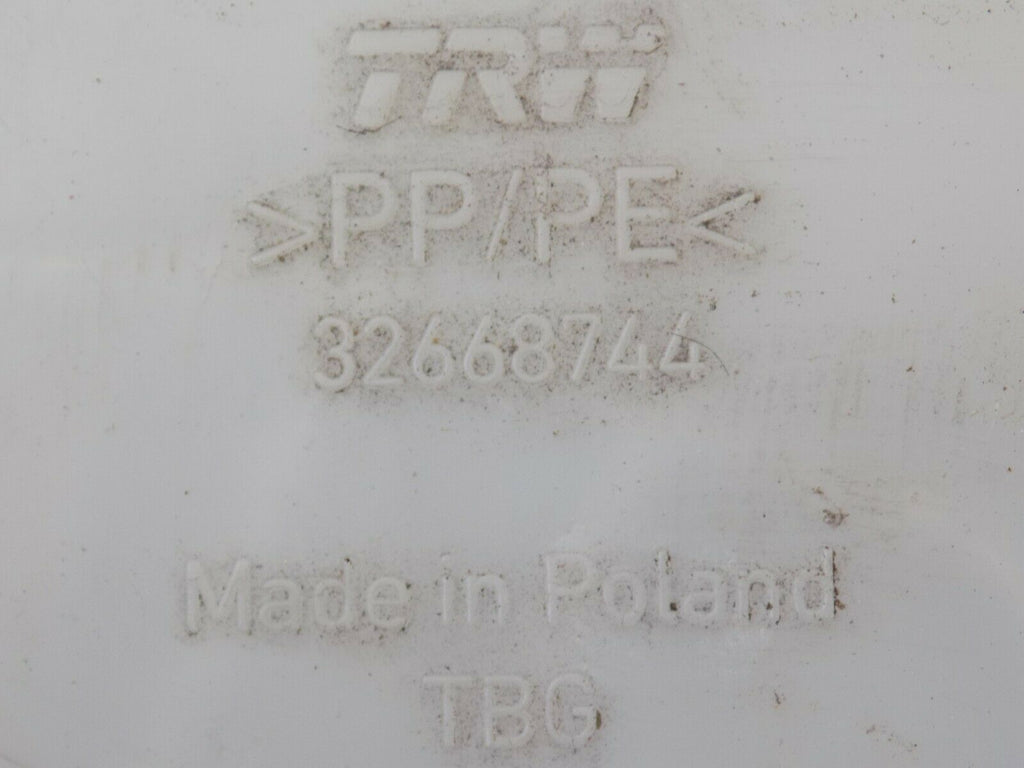 TRW
>PP/PE<
32668744
Made in Poland
TBG